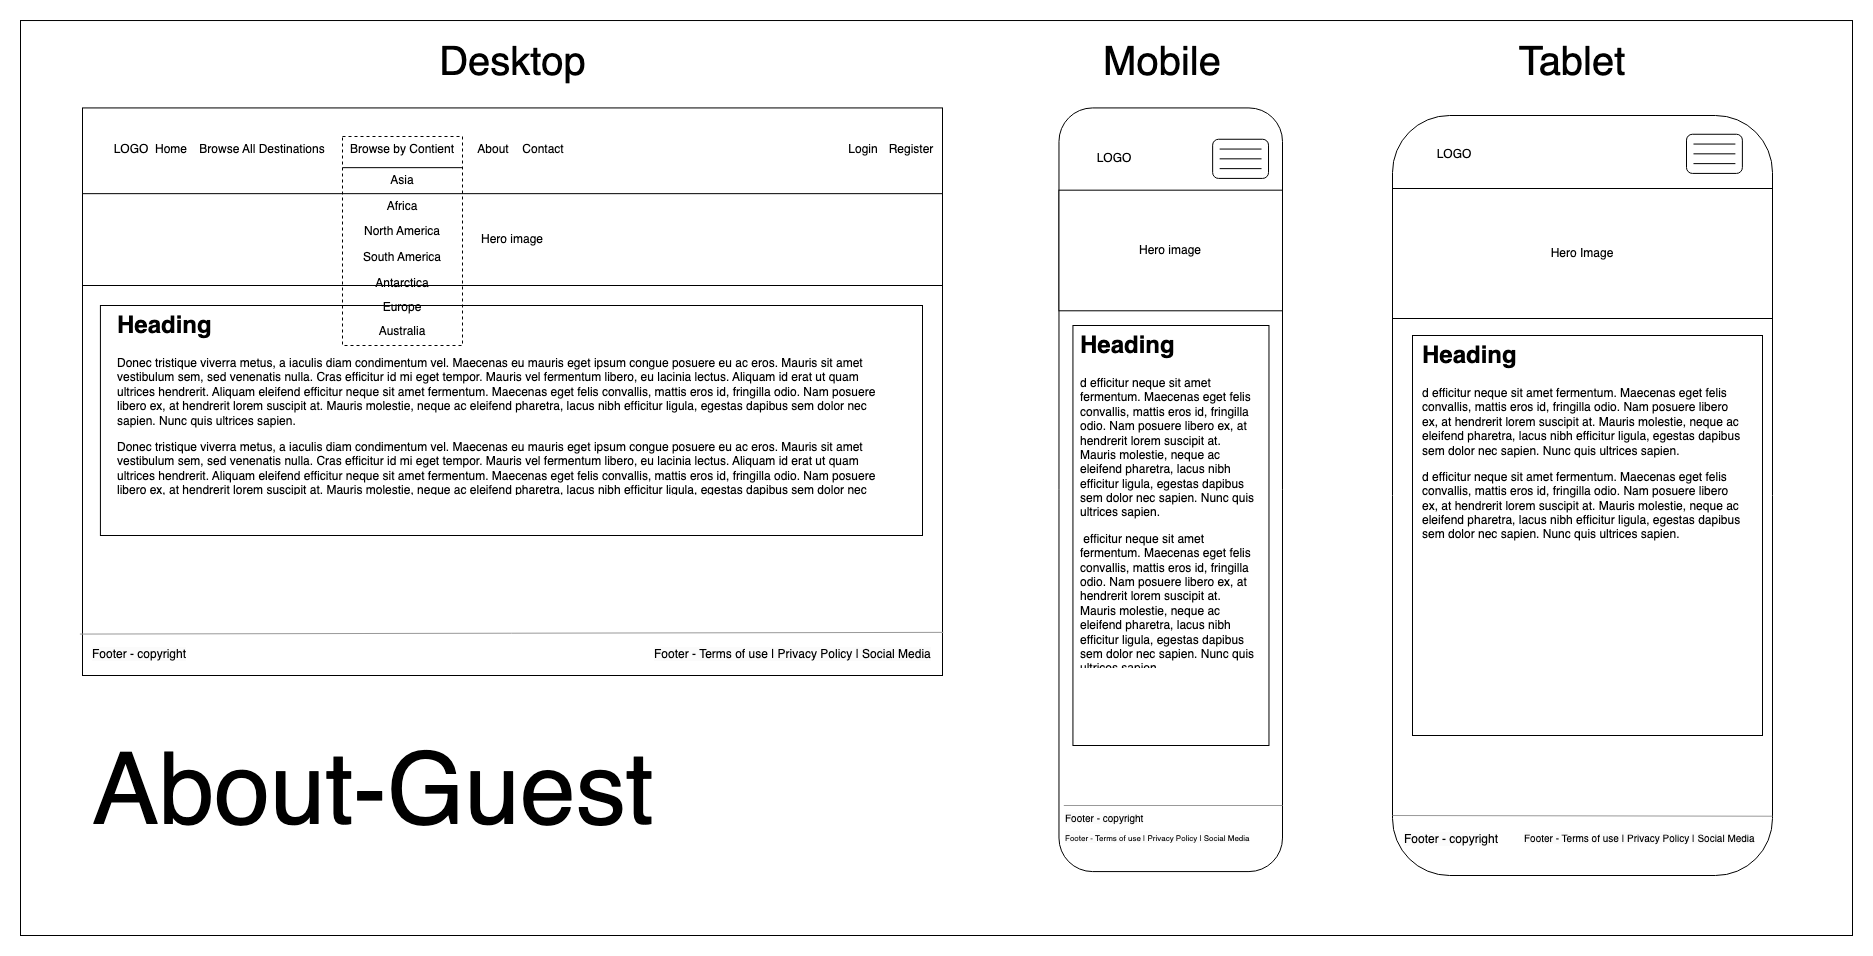 Desktop
LOGO Home Browse All Destinations Browse by Contient About Contact Login Register
Asia
Africa
North America
South America
Antarctica
Europe
Australia
Hero image
Heading
Donec tristique viverra metus, a iaculis diam condimentum vel. Maecenas eu mauris eget ipsum congue posuere eu ac eros. Mauris sit amet
vestibulum sem, sed venenatis nulla. Cras efficitur id mi eget tempor. Mauris vel fermentum libero, eu lacinia lectus. Aliquam id erat ut quam
ultrices hendrerit. Aliquam eleifend efficitur neque sit amet fermentum. Maecenas eget felis convallis, mattis eros id, fringilla odio. Nam posuere
libero ex, at hendrerit lorem suscipit at. Mauris molestie, neque ac eleifend pharetra, lacus nibh efficitur ligula, egestas dapibus sem dolor nec
sapien. Nunc quis ultrices sapien.
Donec tristique viverra metus, a iaculis diam condimentum vel. Maecenas eu mauris eget ipsum congue posuere eu ac eros. Mauris sit amet
vestibulum sem, sed venenatis nulla. Cras efficitur id mi eget tempor. Mauris vel fermentum libero, eu lacinia lectus. Aliquam id erat ut quam
ultrices hendrerit. Aliquam eleifend efficitur neque sit amet fermentum. Maecenas eget felis convallis, mattis eros id, fringilla odio. Nam posuere
libero ex, at hendrerit lorem suscipit at. Mauris molestie, neque ac eleifend pharetra, lacus nibh efficitur ligula, egestas dapibus sem dolor nec
Footer - copyright
Footer - Terms of use | Privacy Policy | Social Media
About-Guest
Mobile
LOGO
Hero image
Heading
d efficitur neque sit amet
fermentum. Maecenas eget felis
convallis, mattis eros id, fringilla
odio. Nam posuere libero ex, at
hendrerit lorem suscipit at.
Mauris molestie, neque ac
eleifend pharetra, lacus nibh
efficitur ligula, egestas dapibus
sem dolor nec sapien. Nunc quis
ultrices sapien.
efficitur neque sit amet
fermentum. Maecenas eget felis
convallis, mattis eros id, fringilla
odio. Nam posuere libero ex, at
hendrerit lorem suscipit at.
Mauris molestie, neque ac
eleifend pharetra, lacus nibh
efficitur ligula, egestas dapibus
sem dolor nec sapien. Nunc quis
ultrices sapien
Footer - copyright
Footer - Terms of use | Privacy Policy | Social Media
Tablet
LOGO
Hero Image
Heading
d efficitur neque sit amet fermentum. Maecenas eget felis
convallis, mattis eros id, fringilla odio. Nam posuere libero
ex, at hendrerit lorem suscipit at. Mauris molestie, neque ac
eleifend pharetra, lacus nibh efficitur ligula, egestas dapibus
sem dolor nec sapien. Nunc quis ultrices sapien.
d efficitur neque sit amet fermentum. Maecenas eget felis
convallis, mattis eros id, fringilla odio. Nam posuere libero
ex, at hendrerit lorem suscipit at. Mauris molestie, neque ac
eleifend pharetra, lacus nibh efficitur ligula, egestas dapibus
sem dolor nec sapien. Nunc quis ultrices sapien.
Footer - copyright
Footer - Terms of use | Privacy Policy | Social Media